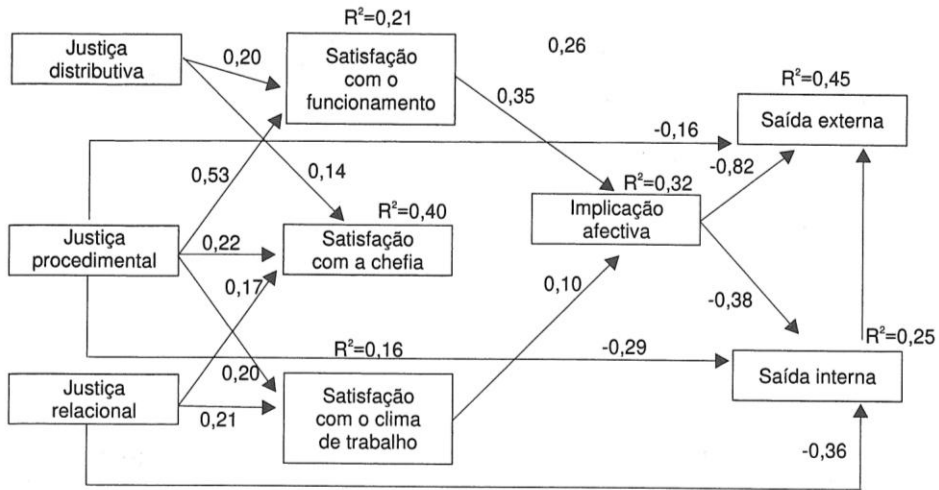 R²=0,21
Justiça
distributiva
0,20
Satisfação
com o
funcionamento
0,26
0,35
R²=0,45
Saída externa
-0,16
-0,82
0,53
0,14
R²=0,32
Implicação
afectiva
R²=0,40
Justiça
procedimental
0,22
Satisfação
com a chefia
0,17
0,10
-0,38
R²=0,16
-0,29
R²=0,25
Saída interna
0,20
Justiça
relacional
0,21
Satisfação
com o clima
de trabalho
-0,36